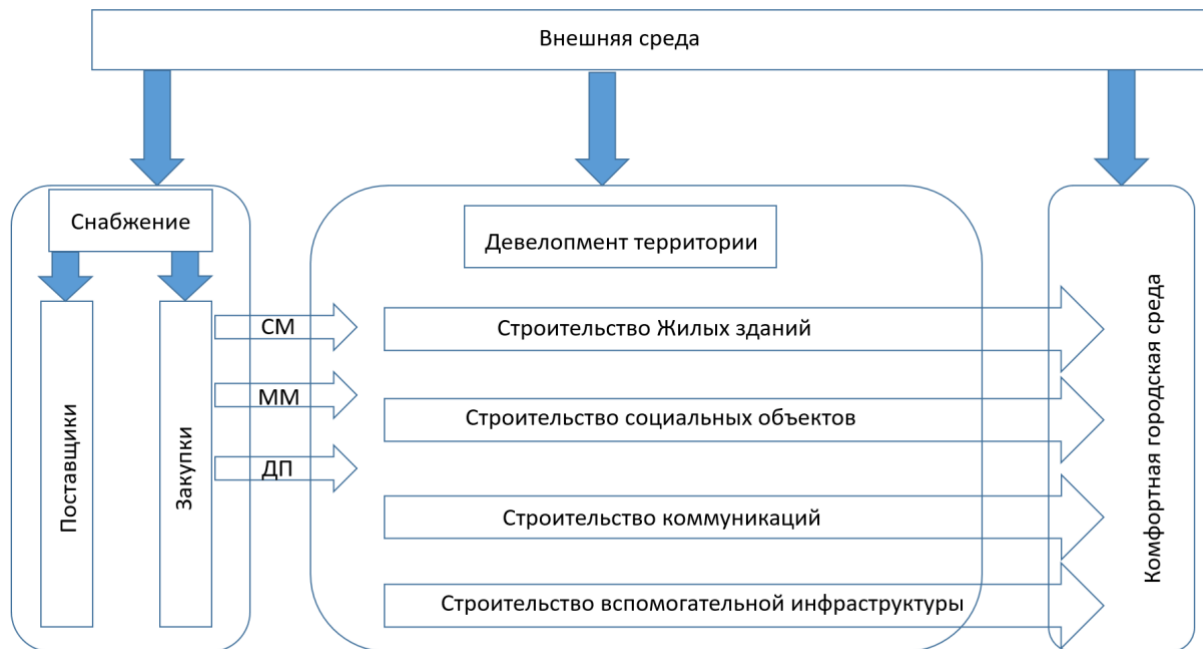 Внешняя среда
Снабжение
Поставщики
Закупки
СМ
ММ
ДП
Девелопмент территории
Строительство Жилых зданий
Строительство социальных объектов
Строительство коммуникаций
Строительство вспомогательной инфраструктуры
Комфортная городская среда